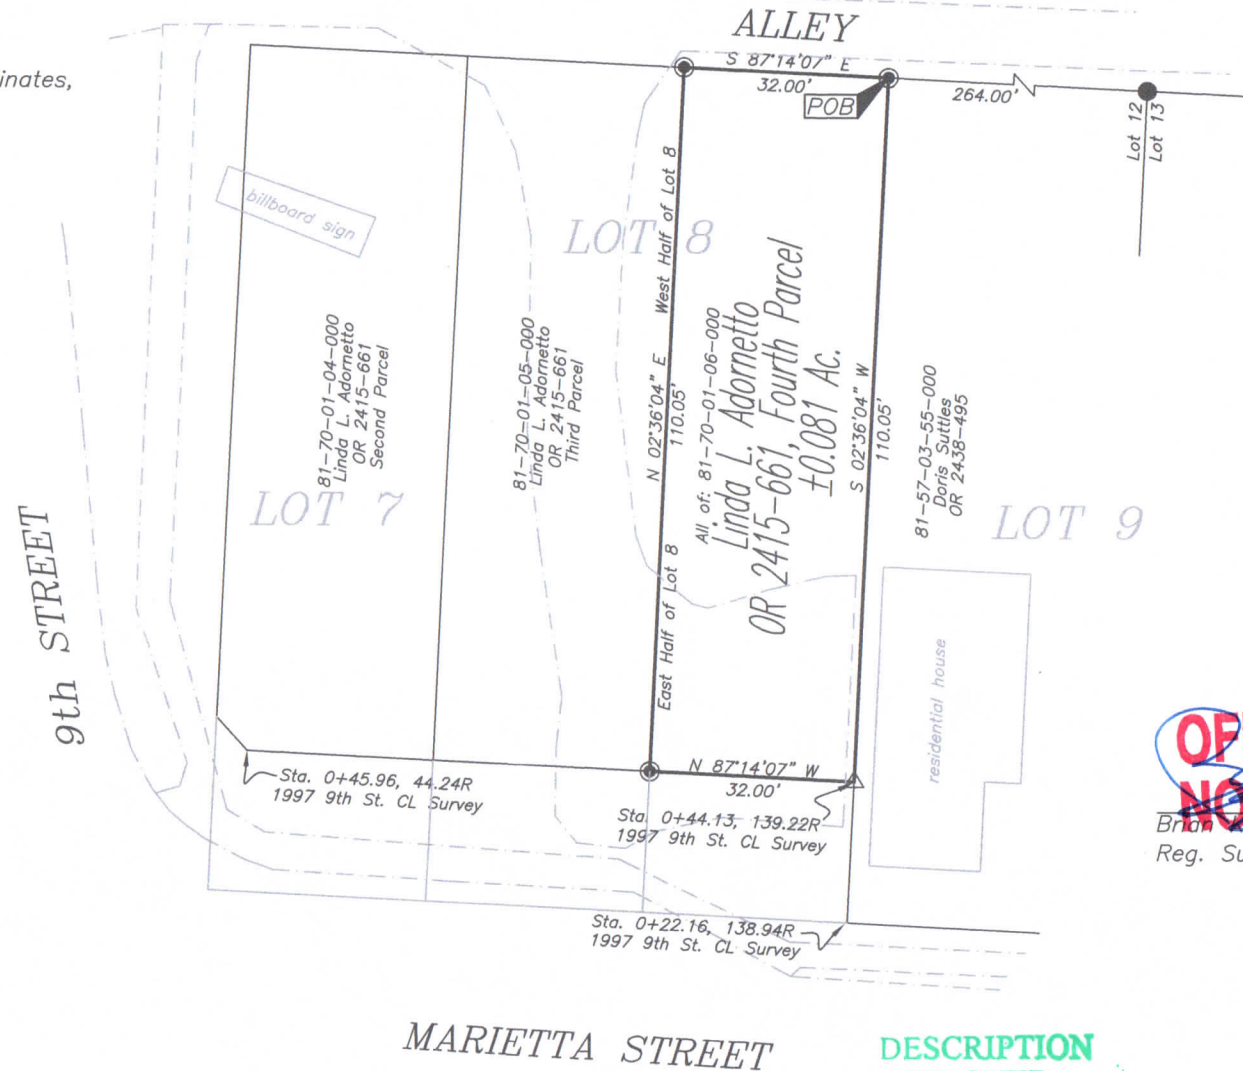 ALLEY
inates,
S 87°14'07" E
32.00'
POB
264.00'
Lot 12
Lot 13
billboard sign
LOT 8
West Half of Lot 8
N 02°36'04" E
110.05'
East Half of Lot 8
81-70-01-04-000
Linda L. Adornetto
OR 2415-661
Second Parcel
81-70-01-05-000
Linda L. Adornetto
OR 2415-661
Third Parcel
All of: 81-70-01-06-000
Linda L. Adornetto
OR 2415-661, Fourth Parcel
±0.081 Ac.
S 02°36'04" W
110.05'
81-57-03-55-000
Doris Suttles
OR 2438-495
LOT 7
LOT 9
9th STREET
residential house
N 87°14'07" W
32.00'
Sta. 0+45.96, 44.24R
1997 9th St. CL Survey
Sta. 0+44.13, 139.22R
1997 9th St. CL Survey
Sta. 0+22.16, 138.94R
1997 9th St. CL Survey
OF
NO
Brian
Reg. Su
MARIETTA STREET
DESCRIPTION